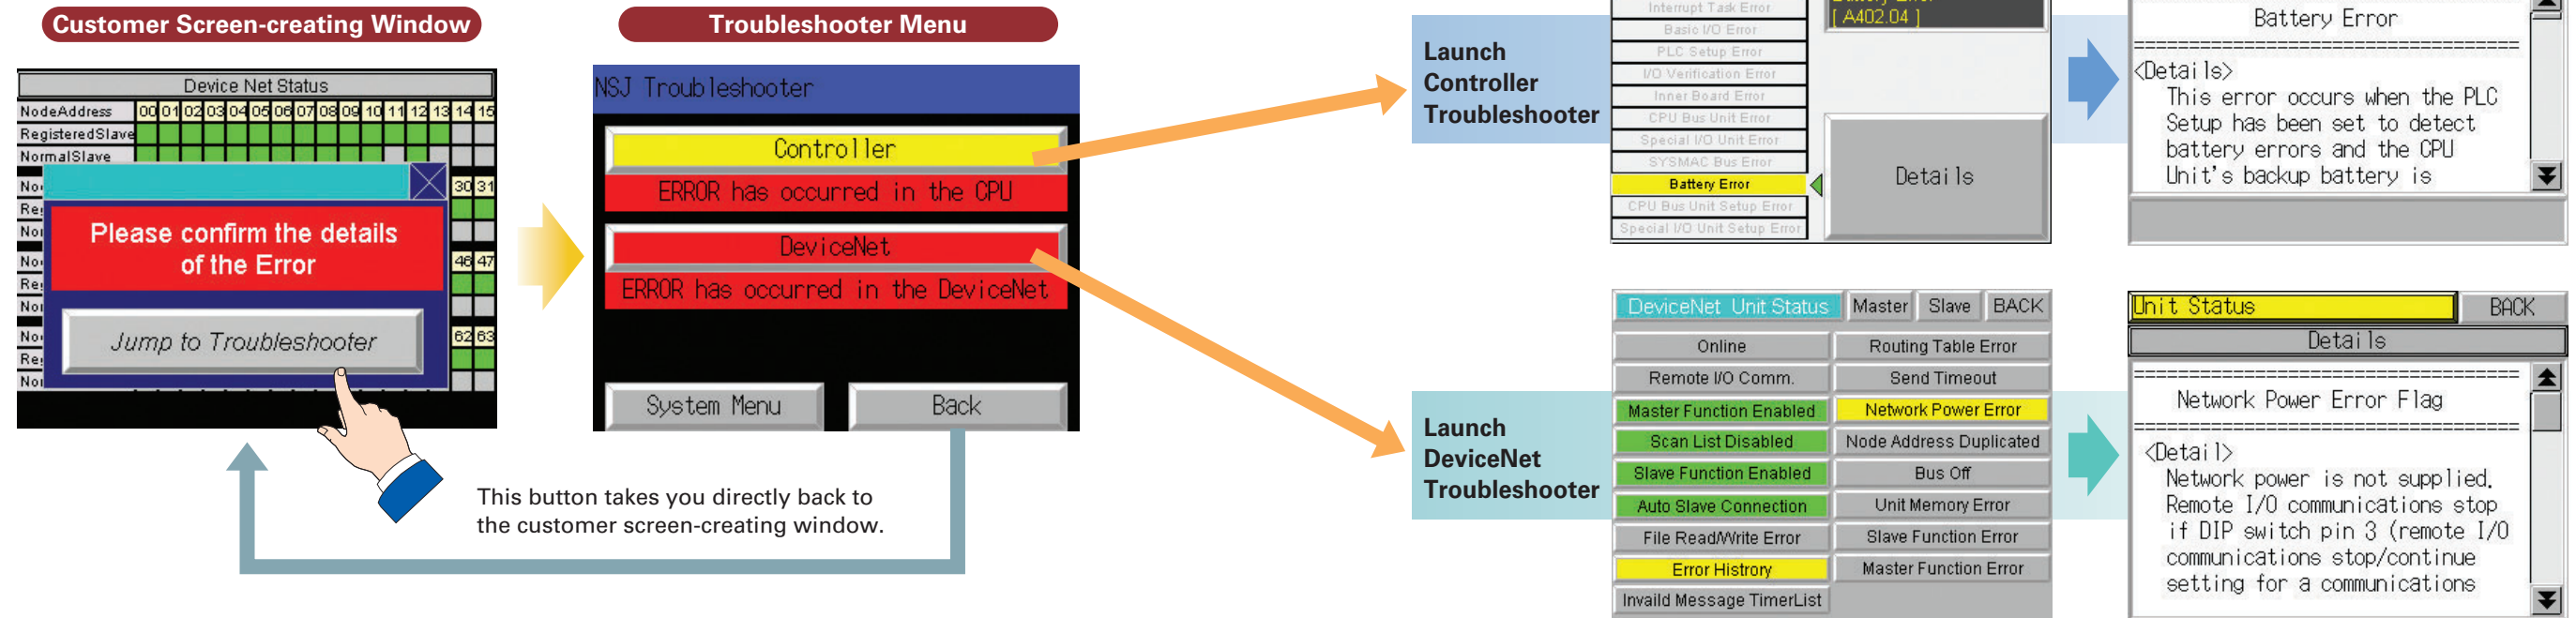 Customer Screen-creating Window
Device Net Status
NodeAddress 00 01 02 03 04 05 06 07 08 09 10 11 12 13 14 15
RegisteredSlave
NormalSlave
30 31
46 47
62 63
Please confirm the details
of the Error
Jump to Troubleshooter
This button takes you directly back to
the customer screen-creating window.
Troubleshooter Menu
NSJ Troubleshooter
Controller
ERROR has occurred in the CPU
DeviceNet
ERROR has occurred in the DeviceNet
System Menu
Back
Launch
Controller
Troubleshooter
Interrupt Task Error
Basic I/O Error
PLC Setup Error
I/O Verification Error
Inner Board Error
CPU Bus Unit Error
Special I/O Unit Error
SYSMAC Bus Error
Battery Error
CPU Bus Unit Setup Error
Special I/O Unit Setup Error
Battery Error
[ A402.04 ]
Details
Battery Error
<Details>
This error occurs when the PLC
Setup has been set to detect
battery errors and the CPU
Unit's backup battery is
Launch
DeviceNet
Troubleshooter
DeviceNet Unit Status Master Slave BACK
Online Routing Table Error
Remote I/O Comm. Send Timeout
Master Function Enabled Network Power Error
Scan List Disabled Node Address Duplicated
Slave Function Enabled Bus Off
Auto Slave Connection Unit Memory Error
File Read/Write Error Slave Function Error
Error Histrory Master Function Error
Invaild Message TimerList
Unit Status BACK
Details
Network Power Error Flag
<Detail>
Network power is not supplied.
Remote I/O communications stop
if DIP switch pin 3 (remote I/O
communications stop/continue
setting for a communications